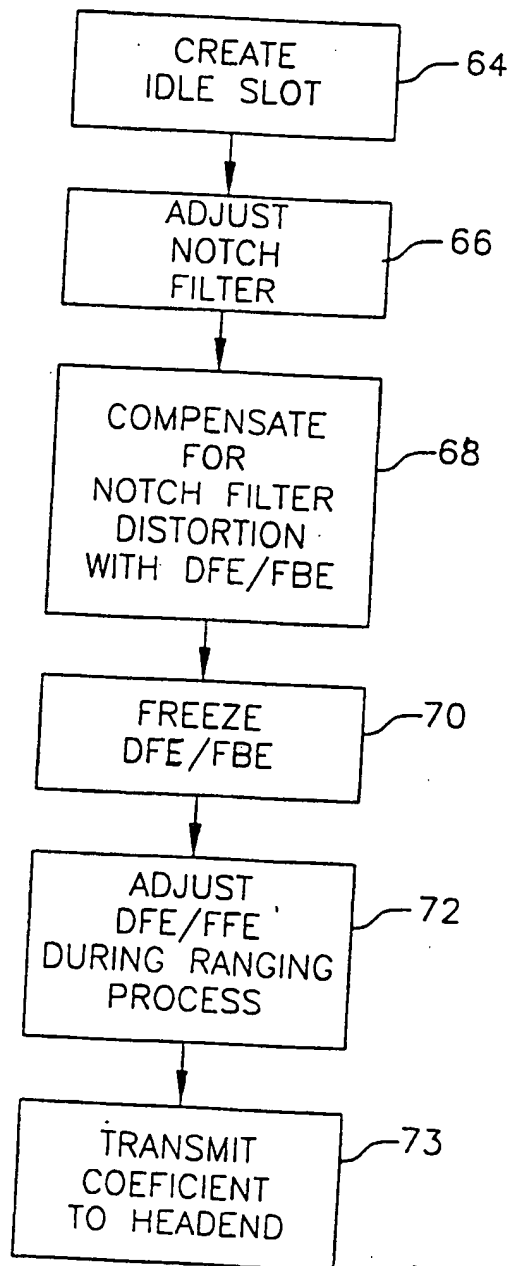 CREATE
IDLE SLOT
64
ADJUST
NOTCH
FILTER
66
COMPENSATE
FOR
NOTCH FILTER
DISTORTION
WITH DFE/FBE
68
FREEZE
DFE/FBE
70
ADJUST
DFE/FFE
DURING RANGING
PROCESS
72
TRANSMIT
COEFICIENT
TO HEADEND
73